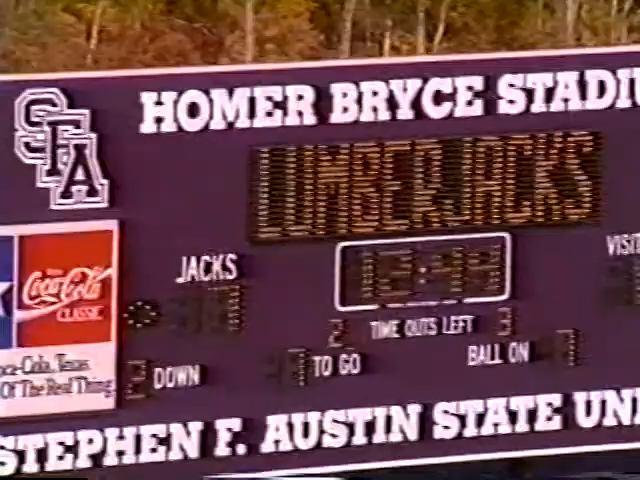 SFA
HOMER BRYCE STADIU
LUMBERJACKS
JACKS
VISIT
Coca-Cola
CLASSIC
2 TIME OUTS LEFT 3
DOWN
TO GO
BALL ON
Coca-Cola, Texas
Of The Real Thing
STEPHEN F. AUSTIN STATE UNI